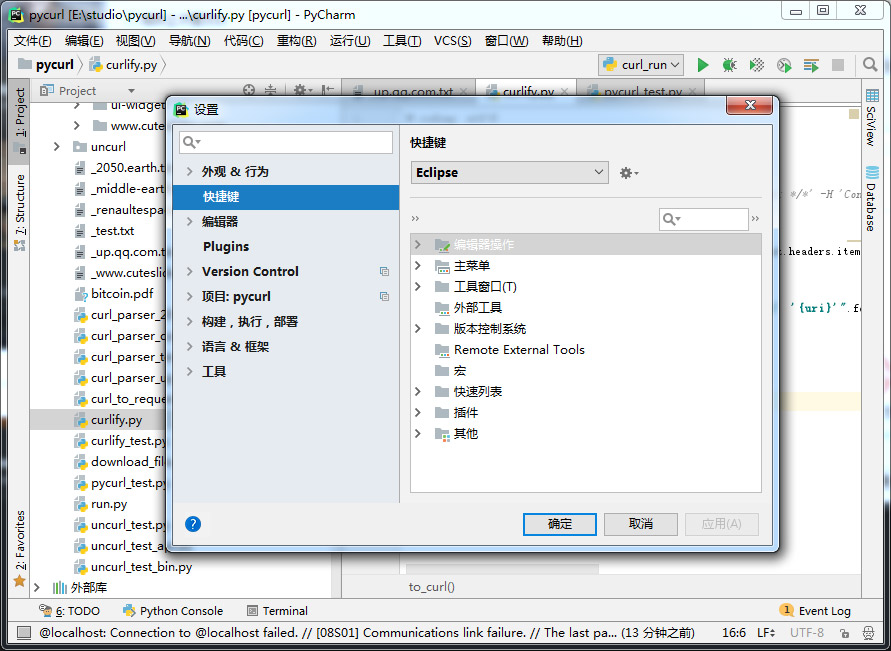 pycurl [E:\studio\pycurl] - ...\curlify.py [pycurl] - PyCharm
文件(F) 编辑(E) 视图(V) 导航(N) 代码(C) 重构(R) 运行(U) 工具(T) VCS(S) 窗口(W) 帮助(H)
pycurl curlify.py curl_run
Project up.qq.com.txt curlify.py pycurl_test.py
1: Project
7: Structure
2: Favorites
SciView
Database
ui-widget
www.cutes
uncurl
_2050.earth.t
_middle-eart
_renaultespa
_test.txt
_up.qq.com.t
_www.cuteslic
bitcoin.pdf
curl_parser_2
curl_parser_c
curl_parser_te
curl_parser_u
curl_to_reque
curlify.py
curlify_test.py
download_fil
pycurl_test.py
run.py
uncurl_test.py
uncurl_test_a
uncurl_test_bin.py
外部库
设置
外观 & 行为
快捷键
编辑器
Plugins
Version Control
项目: pycurl
构建，执行，部署
语言 & 框架
工具
快捷键
Eclipse
››
››
编辑器操作
主菜单
工具窗口(T)
外部工具
版本控制系统
Remote External Tools
宏
快速列表
插件
其他
?
确定 取消 应用(A)
*/*' -H 'Con
.headers.item
'{uri}'".fo
to_curl()
6: TODO Python Console Terminal 1 Event Log
@localhost: Connection to @localhost failed. // [08S01] Communications link failure. // The last pa... (13 分钟之前) 16:6 LF÷ UTF-8